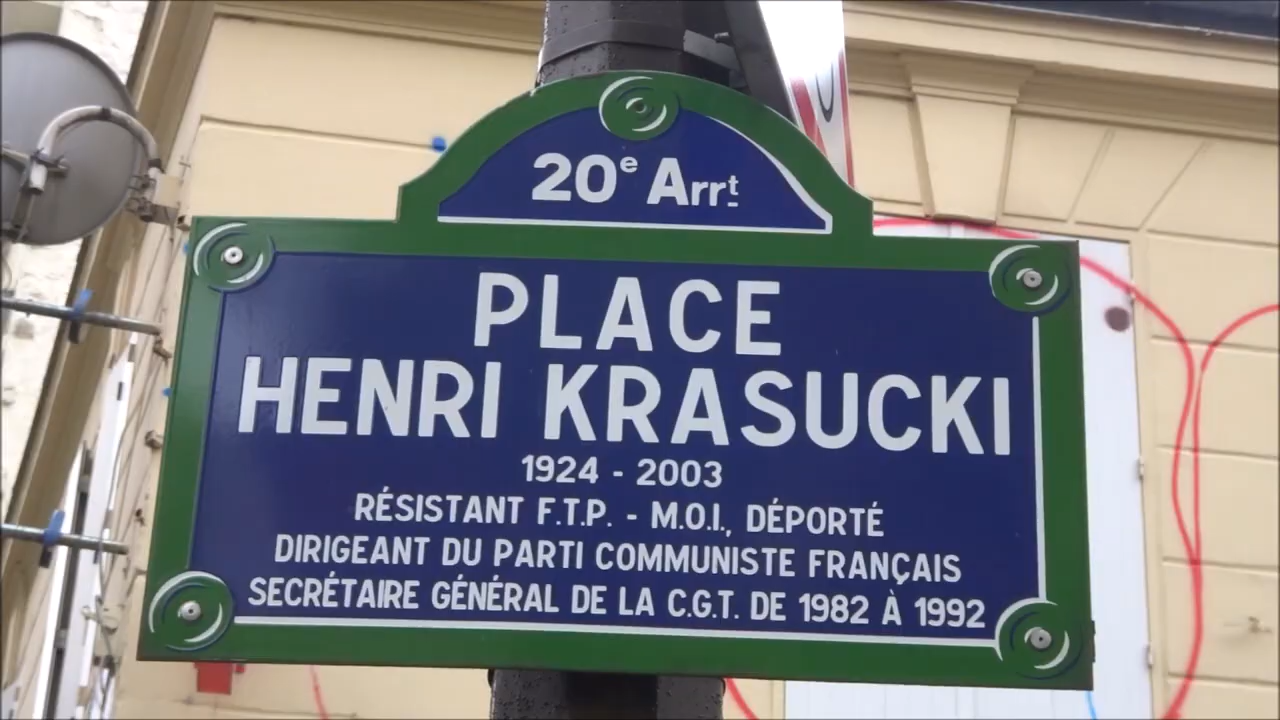 20e Arrt
PLACE
HENRI KRASUCKI
1924 - 2003
RÉSISTANT F.T.P. - M.O.I., DÉPORTÉ
DIRIGEANT DU PARTI COMMUNISTE FRANÇAIS
SECRÉTAIRE GÉNÉRAL DE LA C.G.T. DE 1982 À 1992